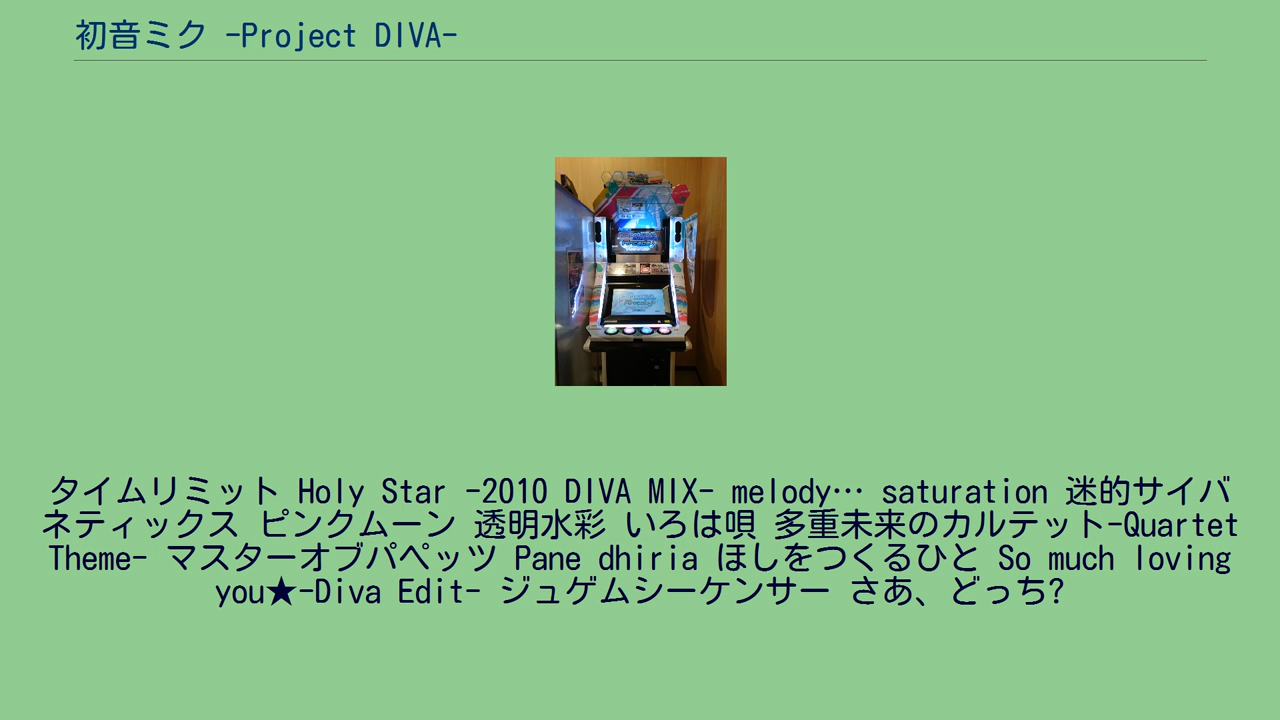 初音ミク -Project DIVA-
タイムリミット Holy Star -2010 DIVA MIX- melody… saturation 迷的サイバ
ネティックス ピンクムーン 透明水彩 いろは唄 多重未来のカルテット-Quartet
Theme- マスターオブパペッツ Pane dhiria ほしをつくるひと So much loving
you★-Diva Edit- ジュゲムシーケンサー さあ、どっち?